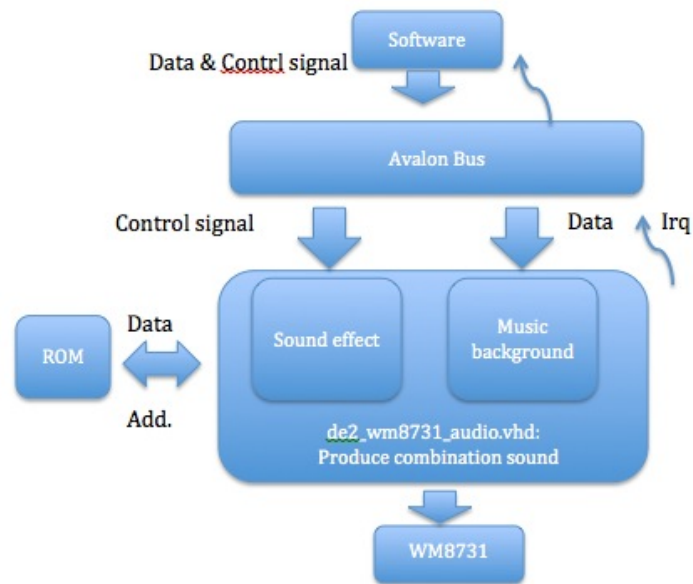 Software
Data & Contrl signal
Avalon Bus
Control signal
Data
Irq
Sound effect
Music
background
Data
ROM
Add.
de2_wm8731_audio.vhd:
Produce combination sound
WM8731